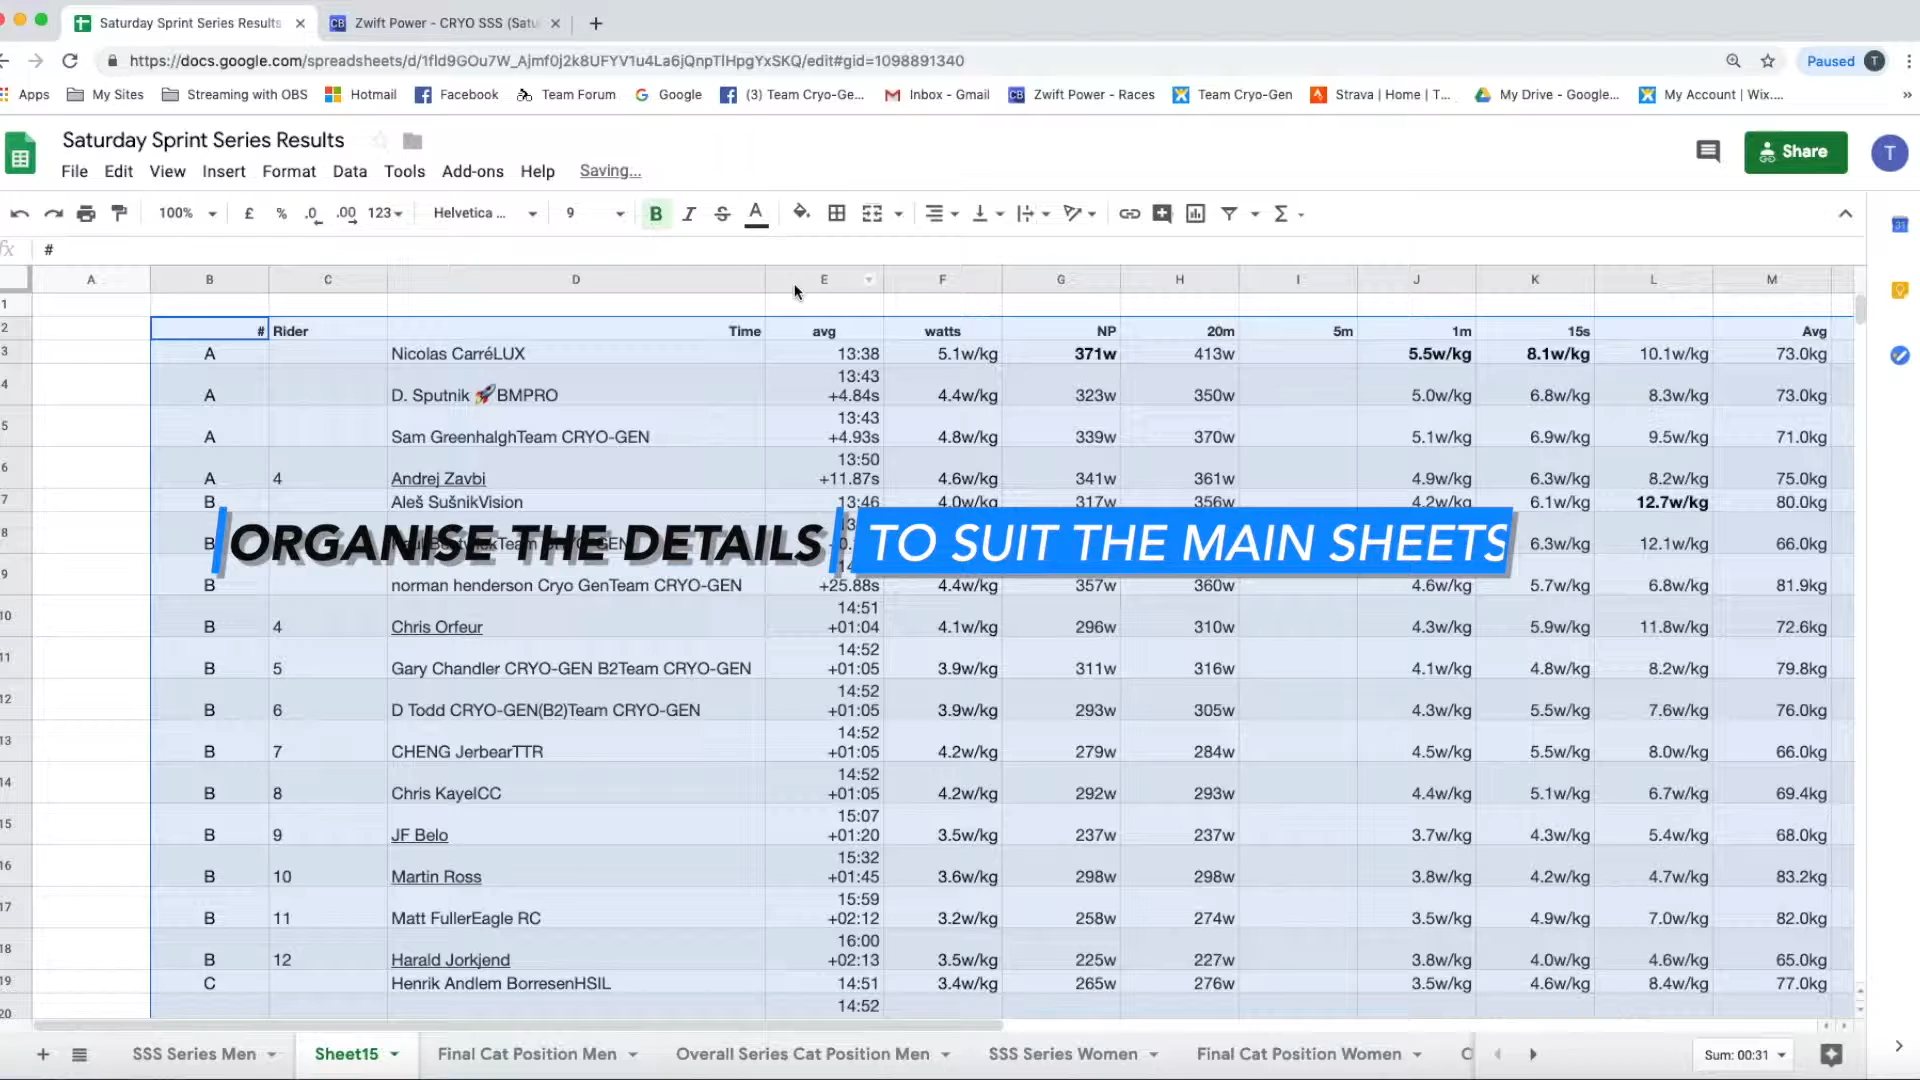 Saturday Sprint Series Results
Zwift Power - CRYO SSS (Satu
https://docs.google.com/spreadsheets/d/1fld9GOu7W_Ajmf0j2k8UFYV1u4La6jQnpTlHpgYxSKQ/edit#gid=1098891340
Paused T
Apps My Sites Streaming with OBS Hotmail Facebook Team Forum Google (3) Team Cryo-Ge... Inbox - Gmail Zwift Power - Races Team Cryo-Gen Strava | Home | T... My Drive - Google... My Account | Wix.... »
Saturday Sprint Series Results
File Edit View Insert Format Data Tools Add-ons Help Saving...
Share
T
100% £ % .0 .00 123 Helvetica ... 9 B I S A Σ
fx #
A B C D E F G H I J K L M
1
2 # Rider Time avg watts NP 20m 5m 1m 15s Avg
3 A Nicolas CarréLUX 13:38 5.1w/kg 371w 413w 5.5w/kg 8.1w/kg 10.1w/kg 73.0kg
13:43
4 A D. Sputnik 🚀BMPRO +4.84s 4.4w/kg 323w 350w 5.0w/kg 6.8w/kg 8.3w/kg 73.0kg
13:43
5 A Sam GreenhalghTeam CRYO-GEN +4.93s 4.8w/kg 339w 370w 5.1w/kg 6.9w/kg 9.5w/kg 71.0kg
13:50
6 A 4 Andrej Zavbi +11.87s 4.6w/kg 341w 361w 4.9w/kg 6.3w/kg 8.2w/kg 75.0kg
7 B Aleš SušnikVision 13:46 4.0w/kg 317w 356w 4.2w/kg 6.1w/kg 12.7w/kg 80.0kg
ORGANISE THE DETAILS TO SUIT THE MAIN SHEETS
8 B 6.3w/kg 12.1w/kg 66.0kg
9 B norman henderson Cryo GenTeam CRYO-GEN +25.88s 4.4w/kg 357w 360w 4.6w/kg 5.7w/kg 6.8w/kg 81.9kg
14:51
10 B 4 Chris Orfeur +01:04 4.1w/kg 296w 310w 4.3w/kg 5.9w/kg 11.8w/kg 72.6kg
14:52
11 B 5 Gary Chandler CRYO-GEN B2Team CRYO-GEN +01:05 3.9w/kg 311w 316w 4.1w/kg 4.8w/kg 8.2w/kg 79.8kg
14:52
12 B 6 D Todd CRYO-GEN(B2)Team CRYO-GEN +01:05 3.9w/kg 293w 305w 4.3w/kg 5.5w/kg 7.6w/kg 76.0kg
14:52
13 B 7 CHENG JerbearTTR +01:05 4.2w/kg 279w 284w 4.5w/kg 5.5w/kg 8.0w/kg 66.0kg
14:52
14 B 8 Chris KayeICC +01:05 4.2w/kg 292w 293w 4.4w/kg 5.1w/kg 6.7w/kg 69.4kg
15:07
15 B 9 JF Belo +01:20 3.5w/kg 237w 237w 3.7w/kg 4.3w/kg 5.4w/kg 68.0kg
15:32
16 B 10 Martin Ross +01:45 3.6w/kg 298w 298w 3.8w/kg 4.2w/kg 4.7w/kg 83.2kg
15:59
17 B 11 Matt FullerEagle RC +02:12 3.2w/kg 258w 274w 3.5w/kg 4.9w/kg 7.0w/kg 82.0kg
16:00
18 B 12 Harald Jorkjend +02:13 3.5w/kg 225w 227w 3.8w/kg 4.0w/kg 4.6w/kg 65.0kg
19 C Henrik Andlem BorresenHSIL 14:51 3.4w/kg 265w 276w 3.5w/kg 4.6w/kg 8.4w/kg 77.0kg
20 14:52
SSS Series Men Sheet15 Final Cat Position Men Overall Series Cat Position Men SSS Series Women Final Cat Position Women Sum: 00:31